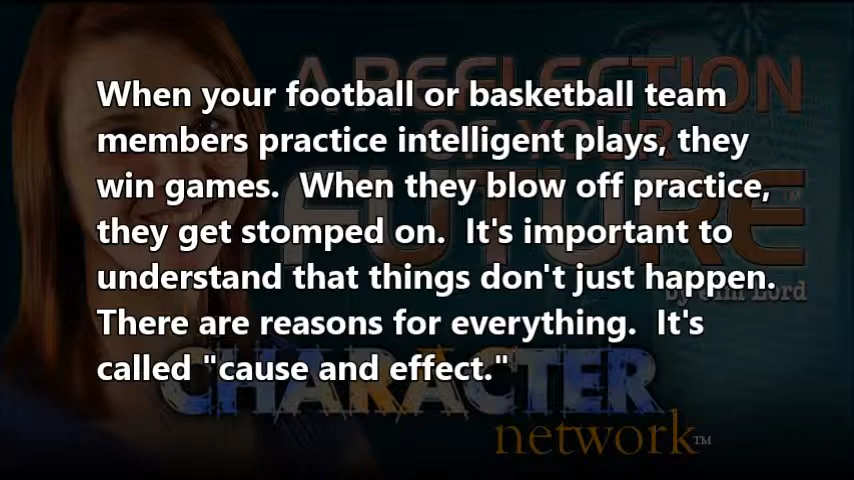 When your football or basketball team
members practice intelligent plays, they
win games.  When they blow off practice,
they get stomped on.  It's important to
understand that things don't just happen.
There are reasons for everything.  It's
called "cause and effect."
A REFLECTION
OF YOUR
FUTURE™
by Jim Lord
CHARACTER
network™